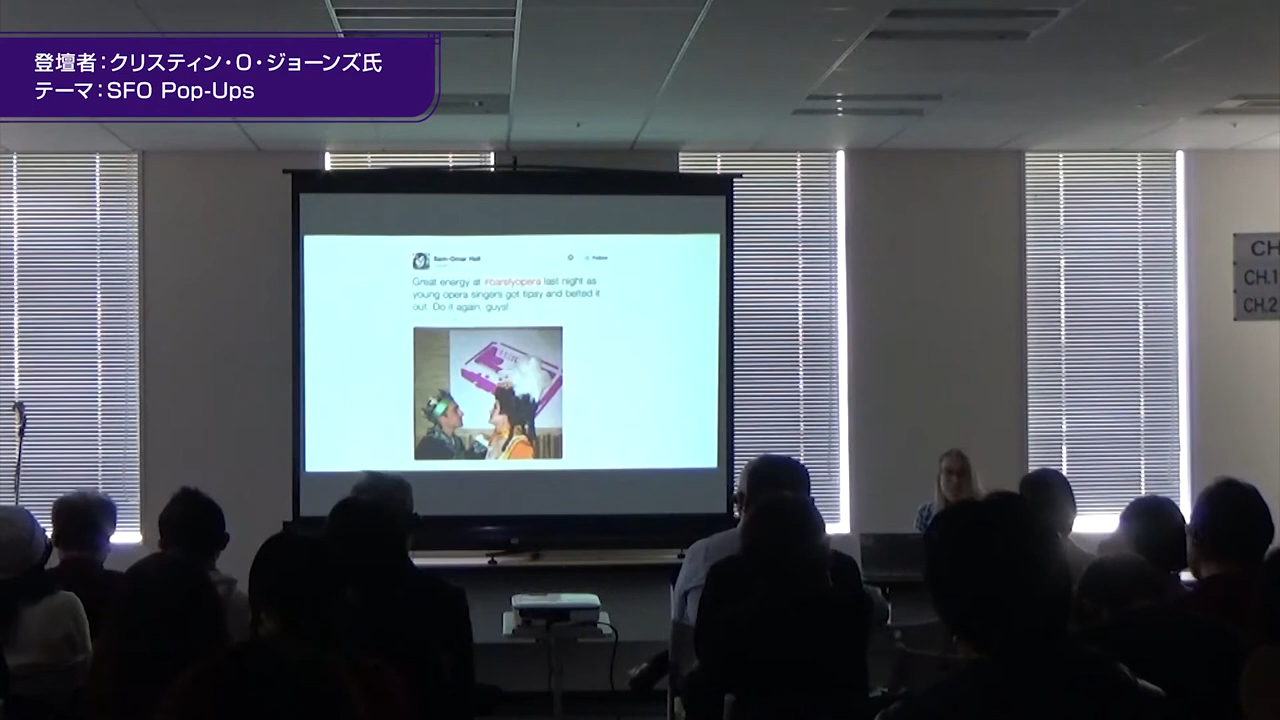 登壇者：クリスティン・O・ジョーンズ氏
テーマ：SFO Pop-Ups
Follow
Great energy at #barelyopera last night as
young opera singers got tipsy and belted it
out. Do it again, guys!
CH
CH.1
CH.2